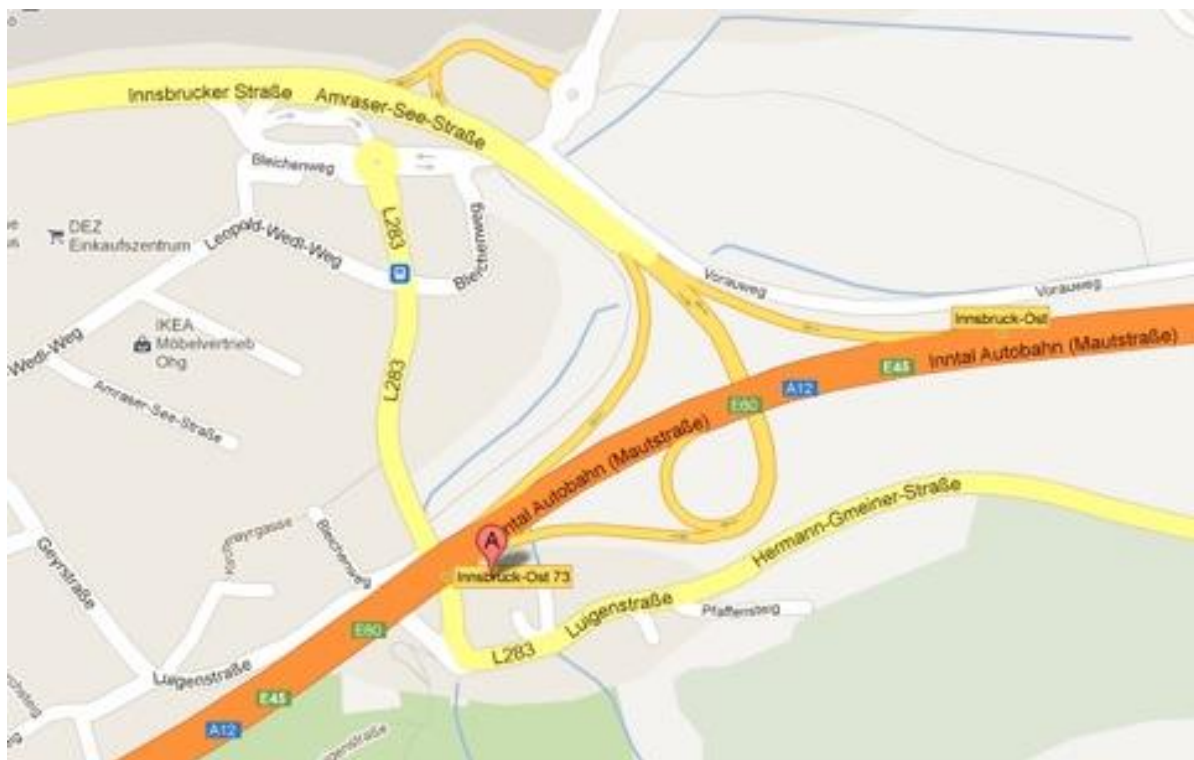 Innsbrucker Straße
Amraser-See-Straße
Bleichenweg
L283
DEZ
Einkaufszentrum
Leopold-Wedl-Weg
Bleichenweg
Vorauweg
Vorauweg
Innsbruck-Ost
IKEA
Möbelvertrieb
Ohg
Wedl-Weg
L283
Inntal Autobahn (Mautstraße)
E45
A12
E60
Amraser-See-Straße
Inntal Autobahn (Mautstraße)
Hermann-Gmeiner-Straße
A
Bleichenweg
Geyrstraße
Innsbruck-Ost 73
Luigenstraße
Pfaffensteig
E60
L283
Luigenstraße
E45
A12